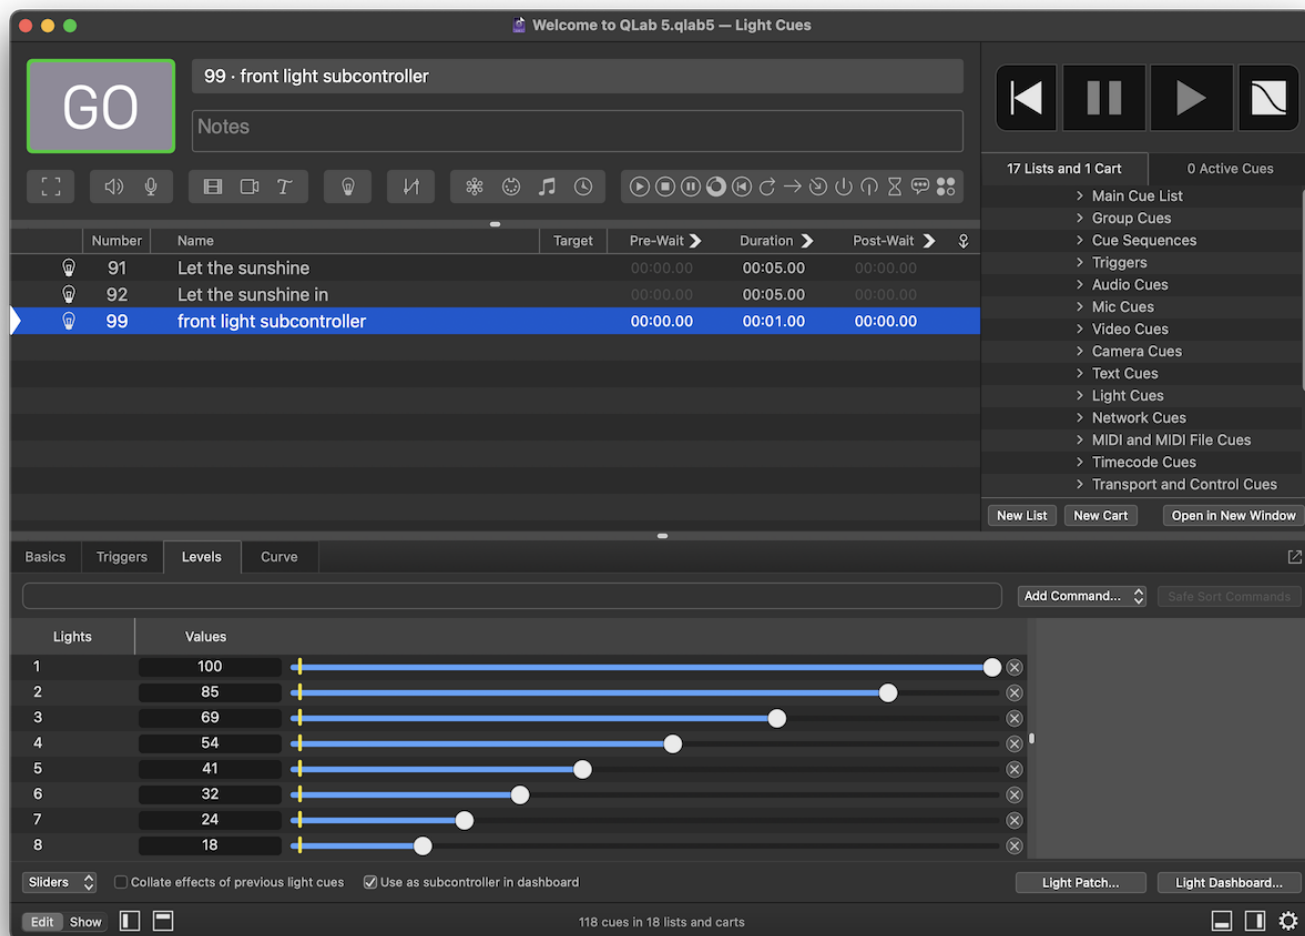 Welcome to QLab 5.qlab5 — Light Cues
GO
99 · front light subcontroller
Notes
17 Lists and 1 Cart
0 Active Cues
Main Cue List
Group Cues
Cue Sequences
Triggers
Audio Cues
Mic Cues
Video Cues
Camera Cues
Text Cues
Light Cues
Network Cues
MIDI and MIDI File Cues
Timecode Cues
Transport and Control Cues
New List New Cart Open in New Window
Number Name Target Pre-Wait Duration Post-Wait
91 Let the sunshine 00:00.00 00:05.00 00:00.00
92 Let the sunshine in 00:00.00 00:05.00 00:00.00
99 front light subcontroller 00:00.00 00:01.00 00:00.00
Basics Triggers Levels Curve
Add Command... Safe Sort Commands
Lights Values
1 100
2 85
3 69
4 54
5 41
6 32
7 24
8 18
Sliders Collate effects of previous light cues Use as subcontroller in dashboard Light Patch... Light Dashboard...
Edit Show 118 cues in 18 lists and carts